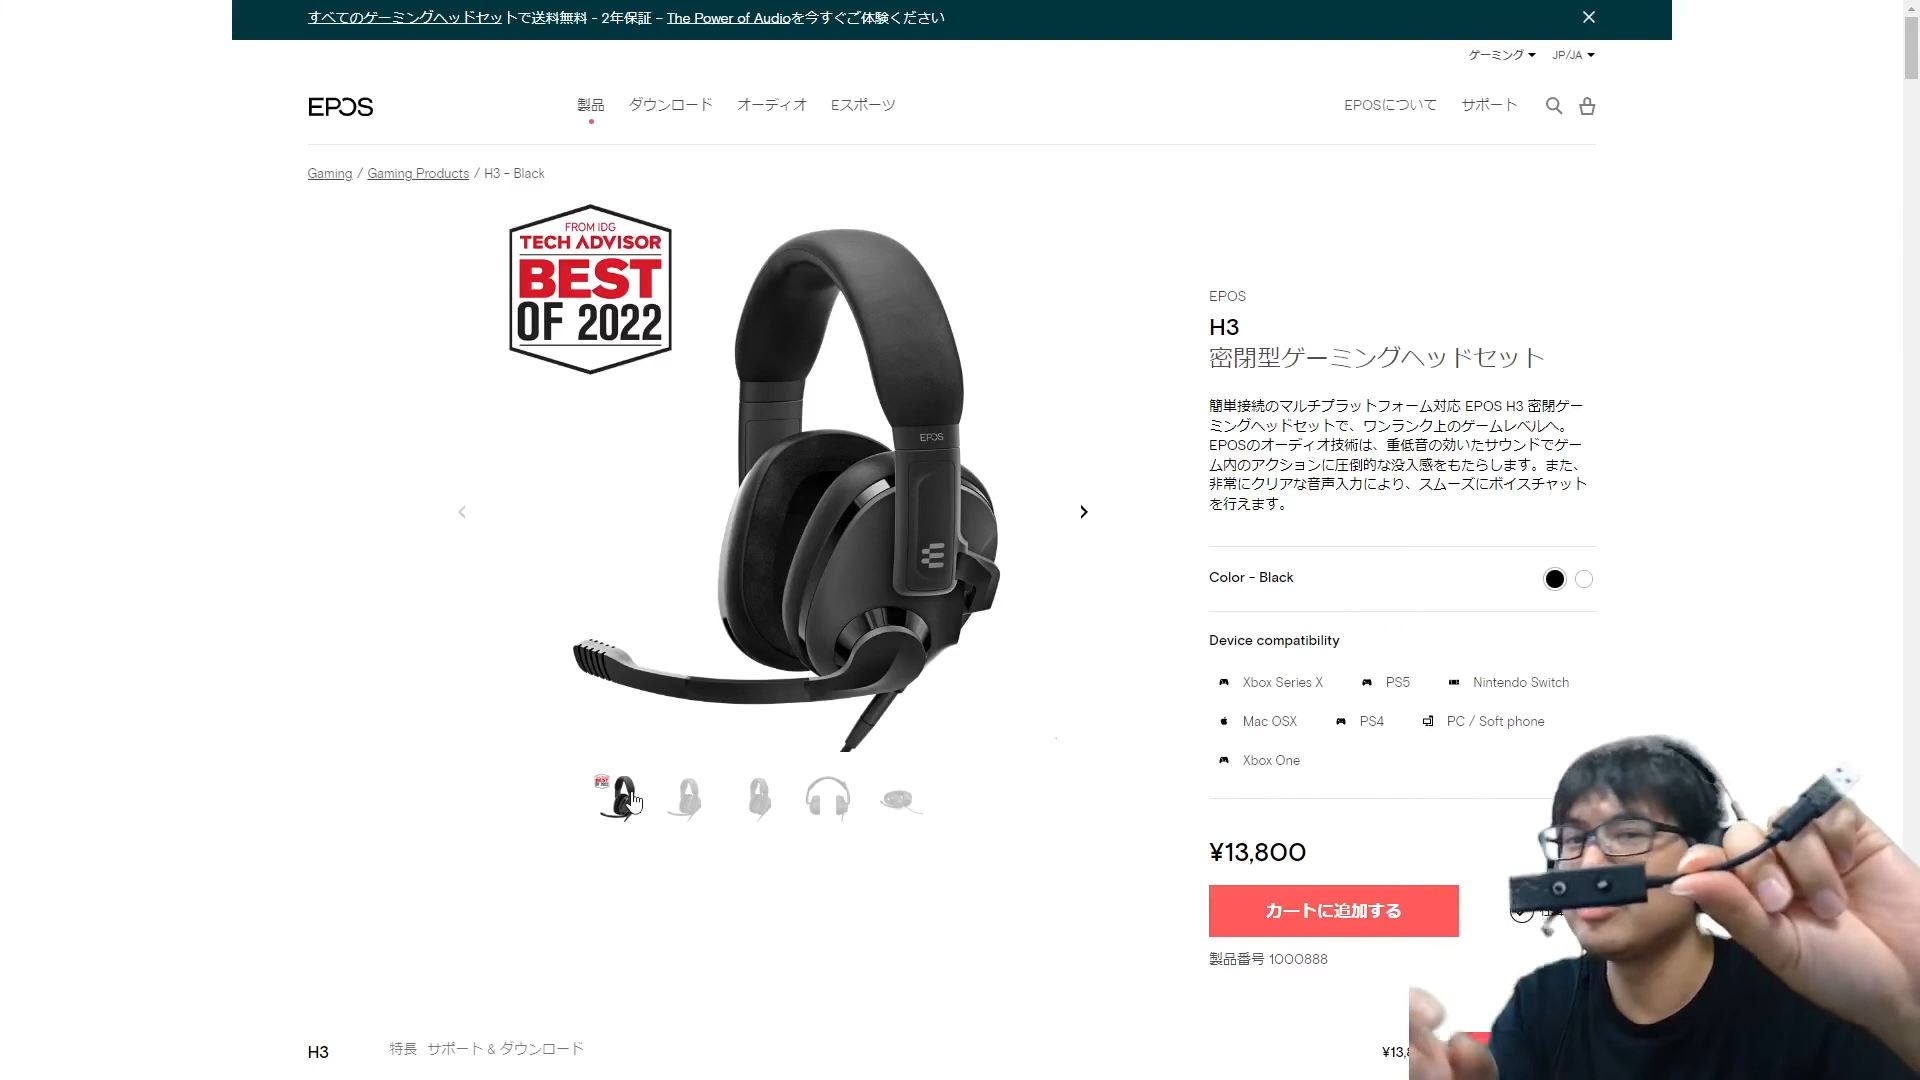 すべてのゲーミングヘッドセットで送料無料 - 2年保証 – The Power of Audioを今すぐご体験ください
ゲーミング JP/JA
EPOS 製品 ダウンロード オーディオ Eスポーツ EPOSについて サポート
Gaming / Gaming Products / H3 - Black
FROM IDG
TECH ADVISOR
BEST
OF 2022
EPOS
EPOS
H3
密閉型ゲーミングヘッドセット
簡単接続のマルチプラットフォーム対応 EPOS H3 密閉ゲー
ミングヘッドセットで、ワンランク上のゲームレベルへ。
EPOSのオーディオ技術は、重低音の効いたサウンドでゲー
ム内のアクションに圧倒的な没入感をもたらします。また、
非常にクリアな音声入力により、スムーズにボイスチャット
を行えます。
Color - Black
Device compatibility
Xbox Series X PS5 Nintendo Switch
Mac OSX PS4 PC / Soft phone
Xbox One
BEST
¥13,800
カートに追加する
製品番号 1000888
H3 特長 サポート & ダウンロード ¥13,8